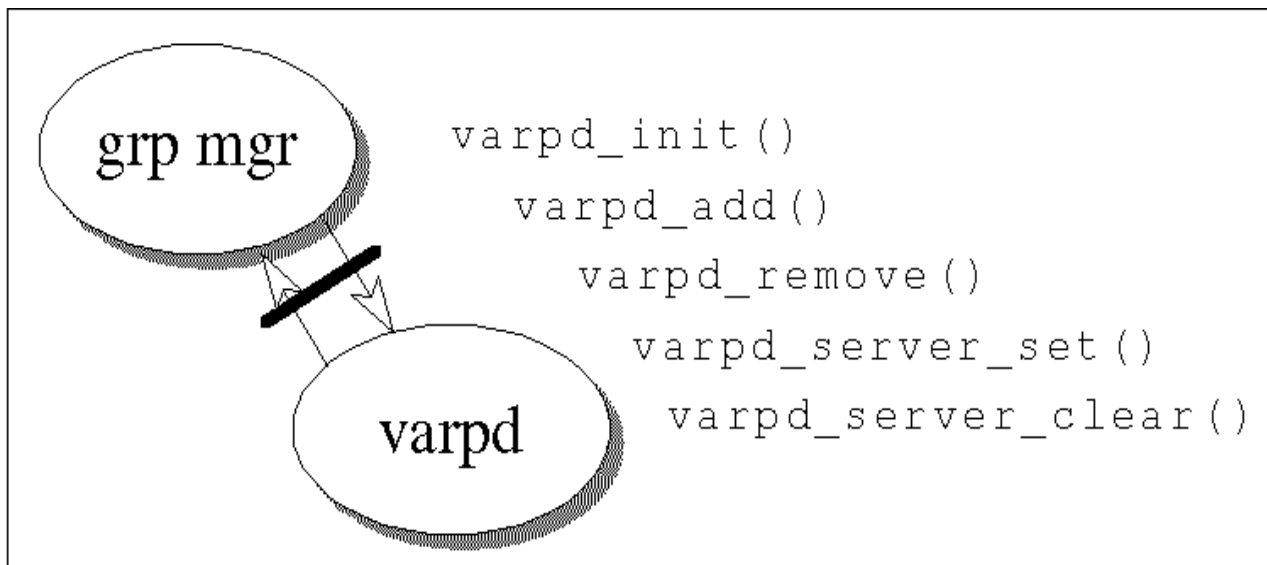 grp mgr
varpd_init()
varpd_add()
varpd_remove()
varpd_server_set()
varpd_server_clear()
varpd